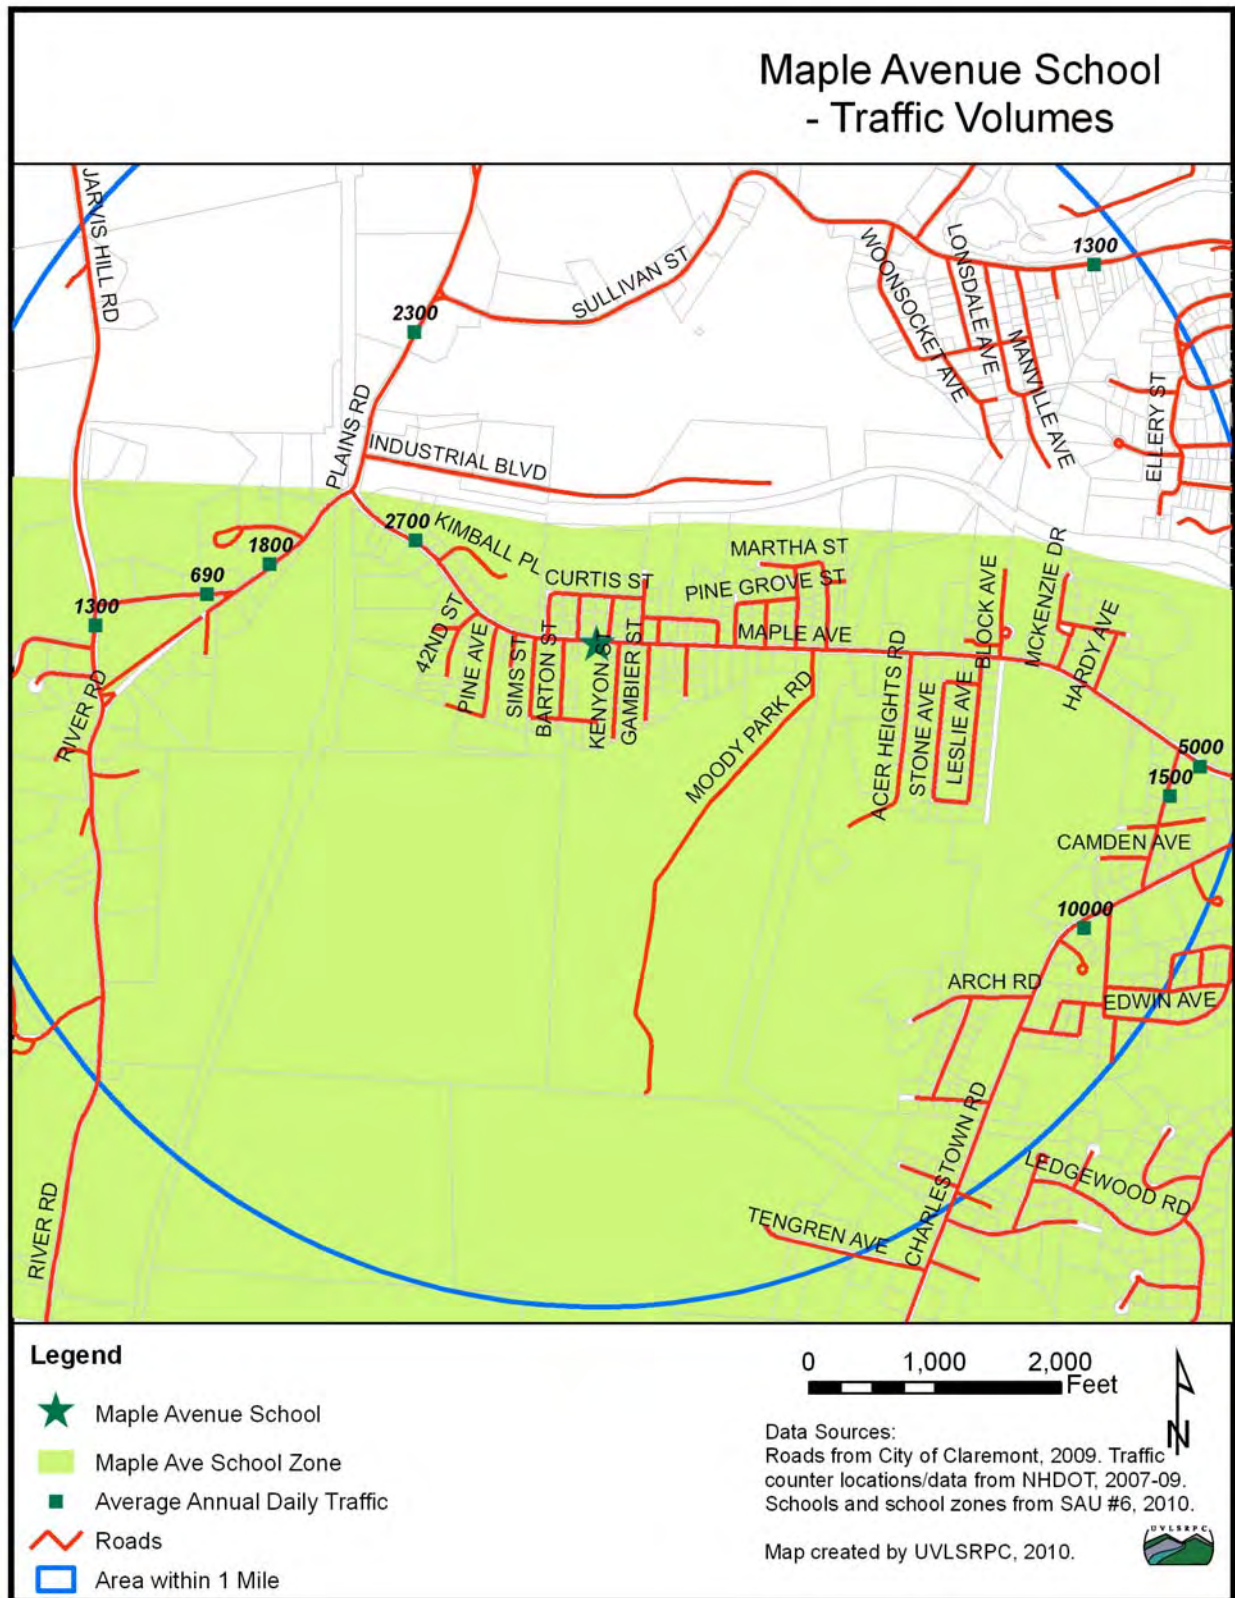 Maple Avenue School
- Traffic Volumes
JARVIS HILL RD
PLAINS RD
2300
SULLIVAN ST
WOONSOCKET AVE
LONSDALE AVE
MANVILLE AVE
1300
ELLERY ST
INDUSTRIAL BLVD
2700
KIMBALL PL
1800
690
1300
RIVER RD
42ND ST
PINE AVE
SIMS ST
BARTON ST
CURTIS ST
KENYON ST
GAMBIER ST
MARTHA ST
PINE GROVE ST
MAPLE AVE
MOODY PARK RD
ACER HEIGHTS RD
STONE AVE
LESLIE AVE
BLOCK AVE
MCKENZIE DR
HARDY AVE
5000
1500
CAMDEN AVE
10000
ARCH RD
EDWIN AVE
CHARLESTOWN RD
LEDGEWOOD RD
TENGREN AVE
RIVER RD
Legend
Maple Avenue School
Maple Ave School Zone
Average Annual Daily Traffic
Roads
Area within 1 Mile
0 1,000 2,000
Feet
N
Data Sources:
Roads from City of Claremont, 2009. Traffic
counter locations/data from NHDOT, 2007-09.
Schools and school zones from SAU #6, 2010.
Map created by UVLSRPC, 2010.
UVLSRPC